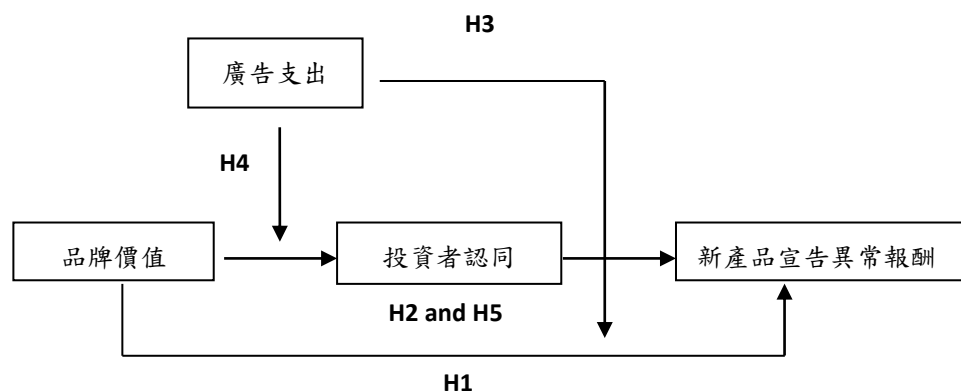 H3
廣告支出
H4
品牌價值
投資者認同
新產品宣告異常報酬
H2 and H5
H1